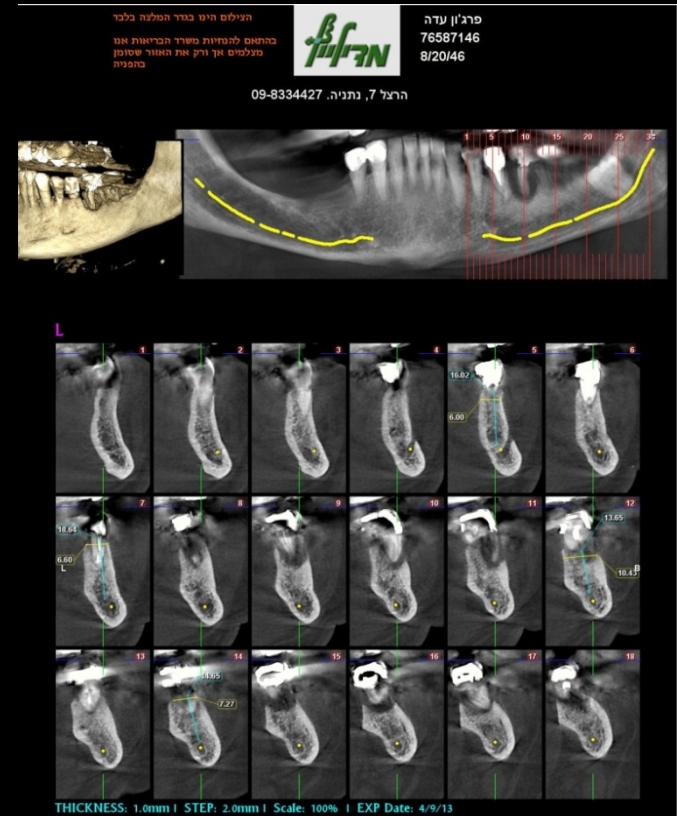 הצילום הינו בגדר המלצה בלבד
בהתאם להנחיות משרד הבריאות אנו
מצלמים אך ורק את האזור שסומן
בהפניה
מדיליין
פרג'ון עדה
76587146
8/20/46
הרצל 7, נתניה. 09-8334427
1 5 10 15 20 25 30
L
1 2 3 4 5 6
16.02
6.00
7 8 9 10 11 12
18.64
6.60
L
13.65
10.43
B
13 14 15 16 17 18
14.65
7.27
THICKNESS: 1.0mm | STEP: 2.0mm | Scale: 100% | EXP Date: 4/9/13